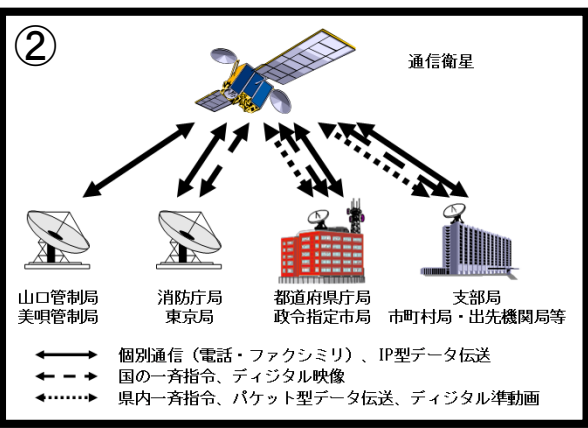 ②
通信衛星
山口管制局
美唄管制局
消防庁局
東京局
都道府県庁局
政令指定市局
支部局
市町村局・出先機関局等
個別通信（電話・ファクシミリ）、IP型データ伝送
国の一斉指令、ディジタル映像
県内一斉指令、パケット型データ伝送、ディジタル準動画